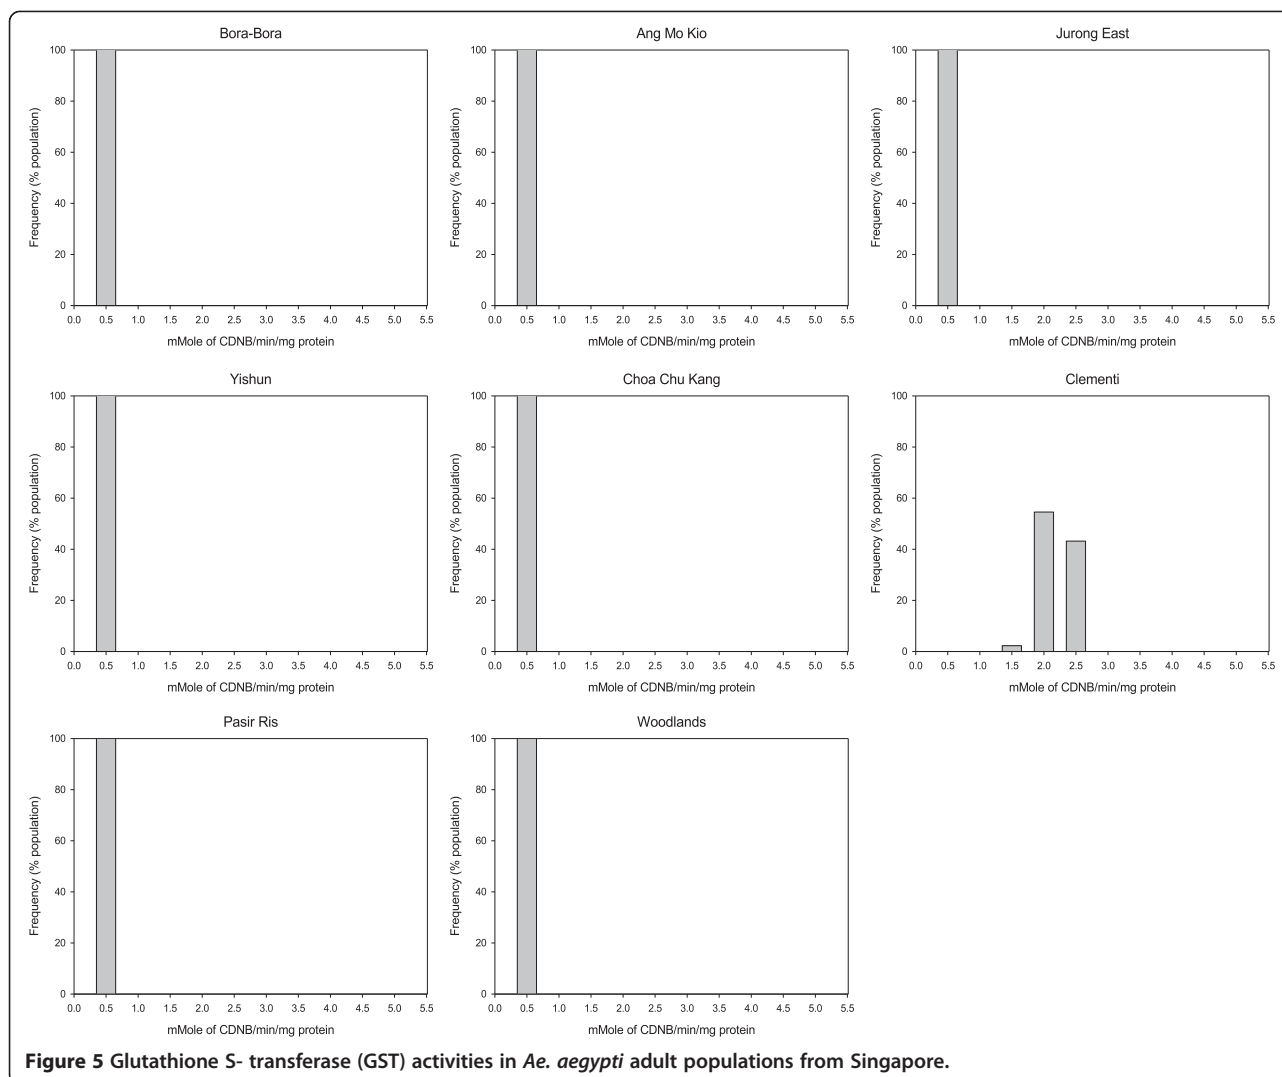 Bora-Bora
Frequency (% population)
100
80
60
40
20
0
0.0 0.5 1.0 1.5 2.0 2.5 3.0 3.5 4.0 4.5 5.0 5.5
mMole of CDNB/min/mg protein
Ang Mo Kio
Frequency (% population)
100
80
60
40
20
0
0.0 0.5 1.0 1.5 2.0 2.5 3.0 3.5 4.0 4.5 5.0 5.5
mMole of CDNB/min/mg protein
Jurong East
Frequency (% population)
100
80
60
40
20
0
0.0 0.5 1.0 1.5 2.0 2.5 3.0 3.5 4.0 4.5 5.0 5.5
mMole of CDNB/min/mg protein
Yishun
Frequency (% population)
100
80
60
40
20
0
0.0 0.5 1.0 1.5 2.0 2.5 3.0 3.5 4.0 4.5 5.0 5.5
mMole of CDNB/min/mg protein
Choa Chu Kang
Frequency (% population)
100
80
60
40
20
0
0.0 0.5 1.0 1.5 2.0 2.5 3.0 3.5 4.0 4.5 5.0 5.5
mMole of CDNB/min/mg protein
Clementi
Frequency (% population)
100
80
60
40
20
0
0.0 0.5 1.0 1.5 2.0 2.5 3.0 3.5 4.0 4.5 5.0 5.5
mMole of CDNB/min/mg protein
Pasir Ris
Frequency (% population)
100
80
60
40
20
0
0.0 0.5 1.0 1.5 2.0 2.5 3.0 3.5 4.0 4.5 5.0 5.5
mMole of CDNB/min/mg protein
Woodlands
Frequency (% population)
100
80
60
40
20
0
0.0 0.5 1.0 1.5 2.0 2.5 3.0 3.5 4.0 4.5 5.0 5.5
mMole of CDNB/min/mg protein
Figure 5 Glutathione S- transferase (GST) activities in Ae. aegypti adult populations from Singapore.